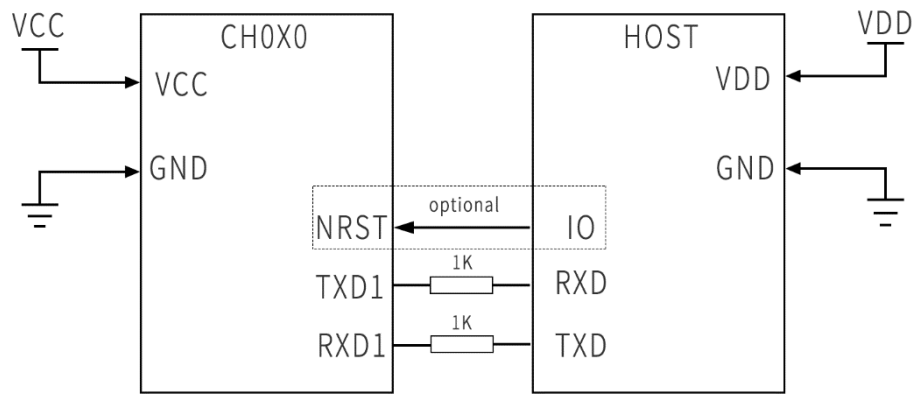 VCC
CH0X0
HOST
VDD
VCC
VDD
GND
GND
optional
NRST
IO
1K
TXD1
RXD
1K
RXD1
TXD